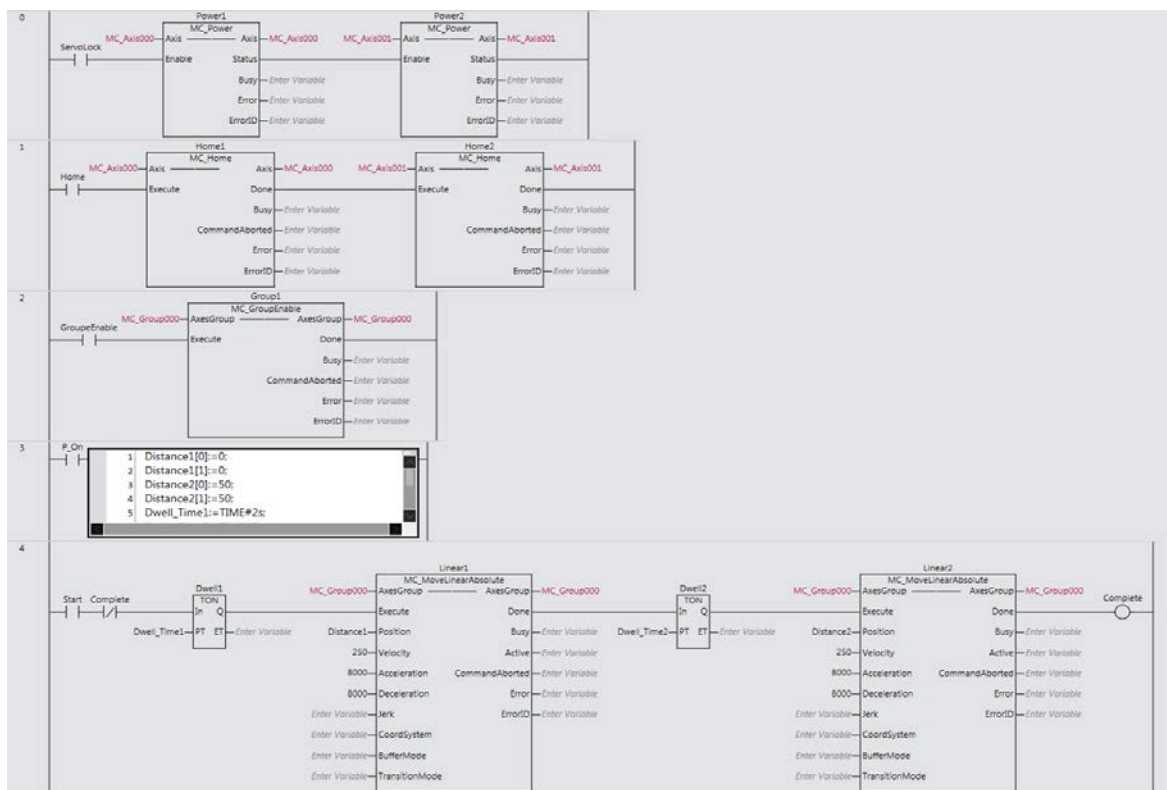 0
Power1 Power2
MC_Power MC_Power
MC_Axis000 Axis Axis MC_Axis000 MC_Axis001 Axis Axis MC_Axis001
ServoLock
Enable Status Enable Status
Busy Enter Variable Busy Enter Variable
Error Enter Variable Error Enter Variable
ErrorID Enter Variable ErrorID Enter Variable
1
Home1 Home2
MC_Home MC_Home
MC_Axis000 Axis Axis MC_Axis000 MC_Axis001 Axis Axis MC_Axis001
Home
Execute Done Execute Done
Busy Enter Variable Busy Enter Variable
CommandAborted Enter Variable CommandAborted Enter Variable
Error Enter Variable Error Enter Variable
ErrorID Enter Variable ErrorID Enter Variable
2
Group1
MC_GroupEnable
MC_Group000 AxesGroup AxesGroup MC_Group000
GroupeEnable
Execute Done
Busy Enter Variable
CommandAborted Enter Variable
Error Enter Variable
ErrorID Enter Variable
3
P_On
1 Distance1[0]:=0;
2 Distance1[1]:=0;
3 Distance2[0]:=50;
4 Distance2[1]:=50;
5 Dwell_Time1:=TIME#2s;
4
Linear1 Linear2
MC_MoveLinearAbsolute MC_MoveLinearAbsolute
Dwell1 MC_Group000 AxesGroup AxesGroup MC_Group000 Dwell2 MC_Group000 AxesGroup AxesGroup MC_Group000
Start Complete TON TON Complete
In Q Execute Done In Q Execute Done
Dwell_Time1 PT ET Enter Variable Distance1 Position Busy Enter Variable Dwell_Time2 PT ET Enter Variable Distance2 Position Busy Enter Variable
250 Velocity Active Enter Variable 250 Velocity Active Enter Variable
8000 Acceleration CommandAborted Enter Variable 8000 Acceleration CommandAborted Enter Variable
8000 Deceleration Error Enter Variable 8000 Deceleration Error Enter Variable
Enter Variable Jerk ErrorID Enter Variable Enter Variable Jerk ErrorID Enter Variable
Enter Variable CoordSystem Enter Variable CoordSystem
Enter Variable BufferMode Enter Variable BufferMode
Enter Variable TransitionMode Enter Variable TransitionMode